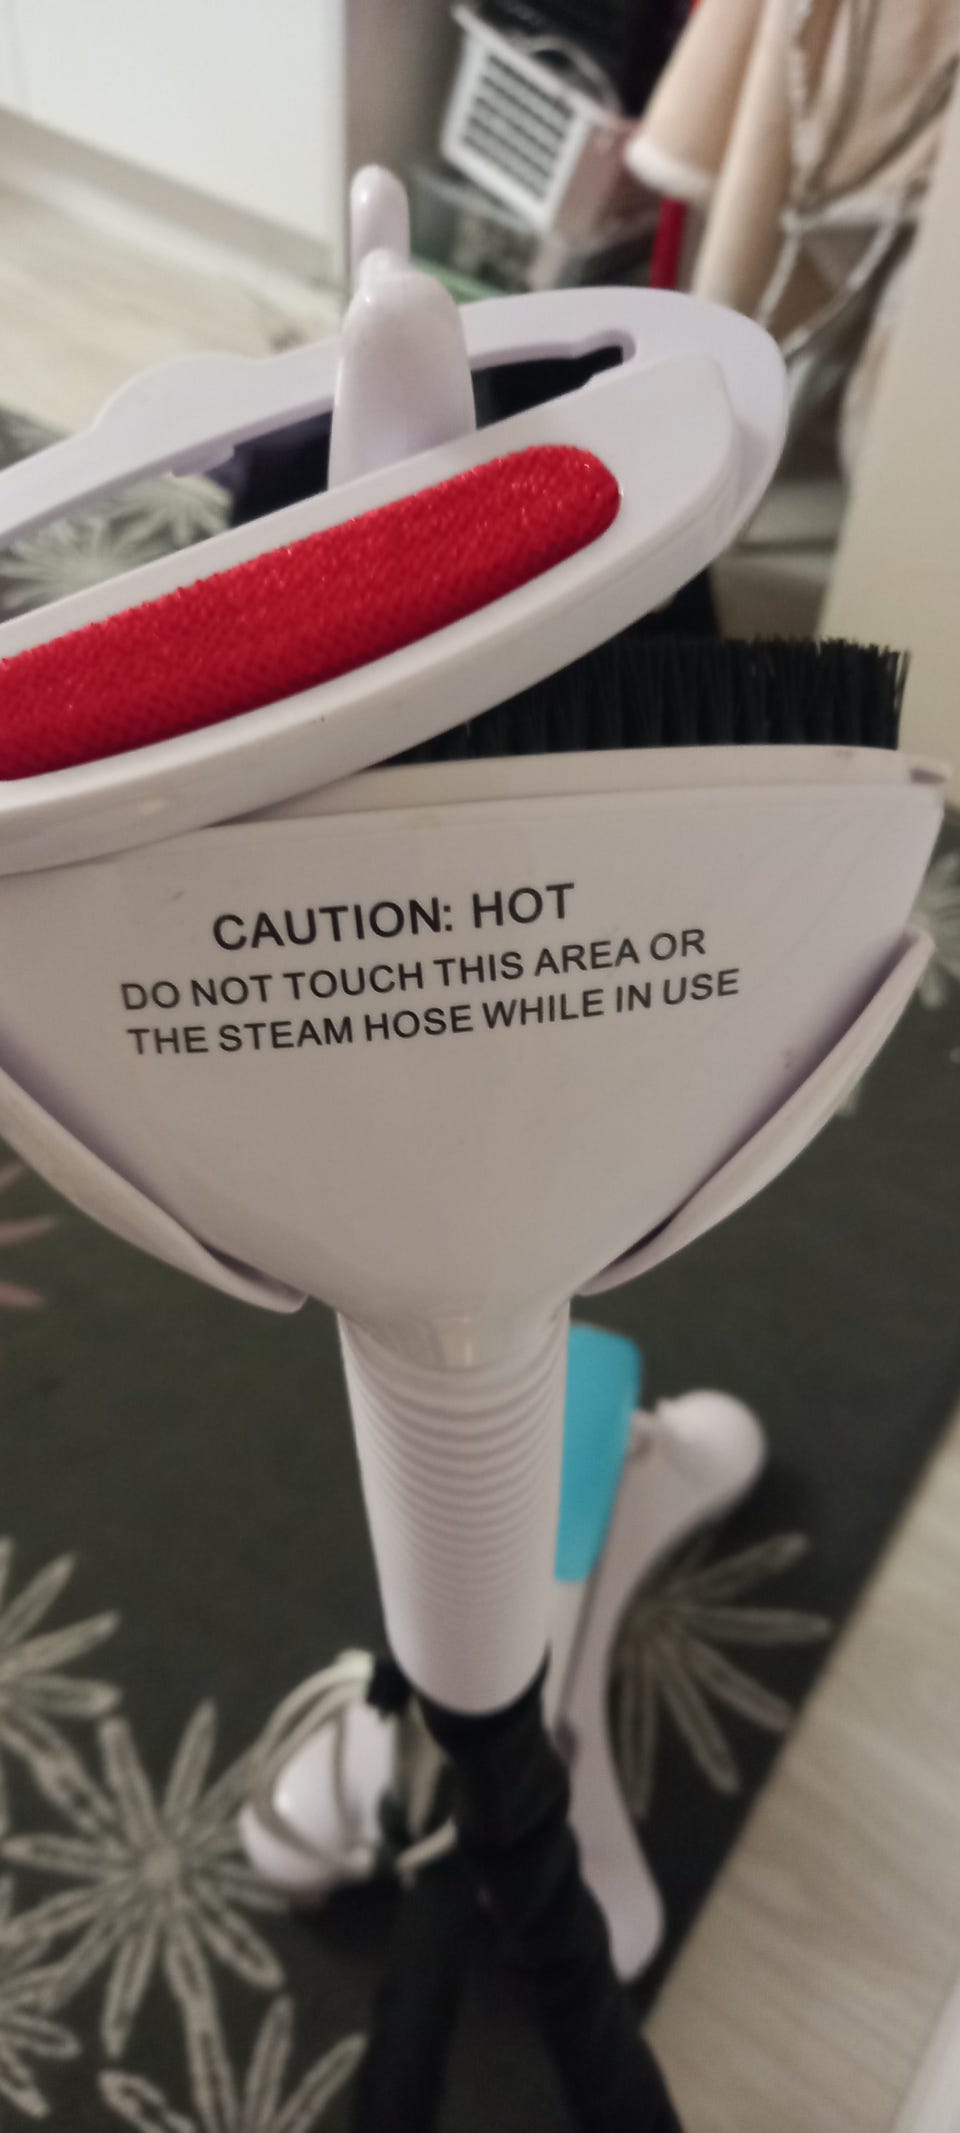 CAUTION: HOT
DO NOT TOUCH THIS AREA OR
THE STEAM HOSE WHILE IN USE